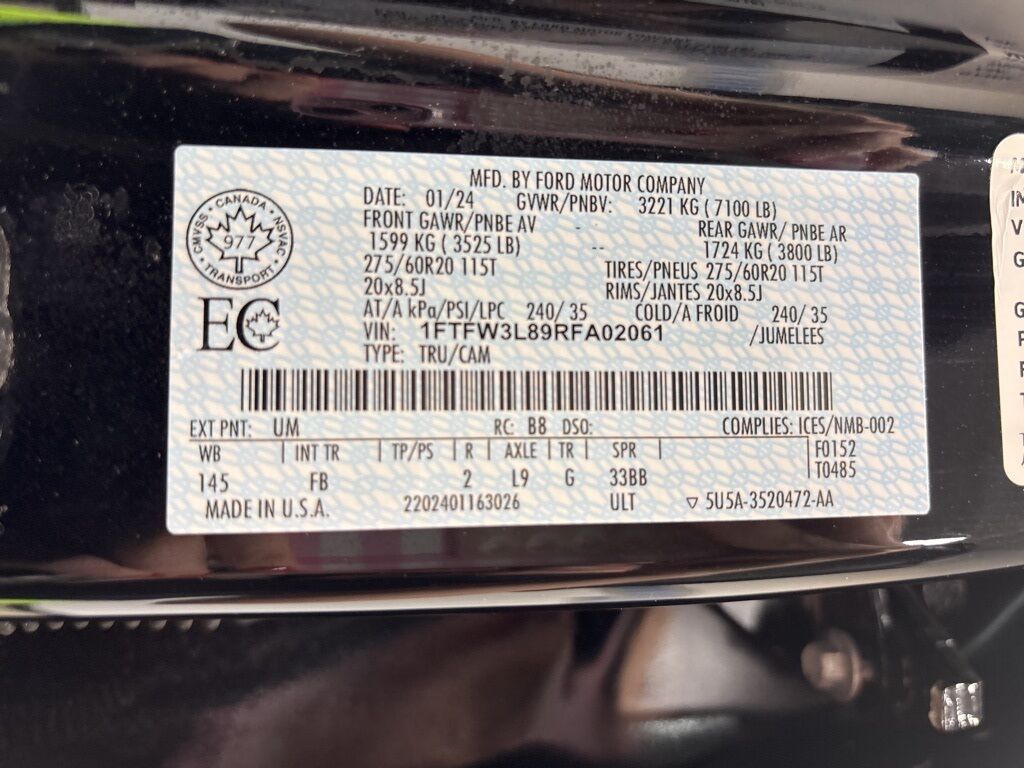 MFD. BY FORD MOTOR COMPANY
DATE: 01/24 GVWR/PNBV: 3221 KG ( 7100 LB)
FRONT GAWR/PNBE AV REAR GAWR/ PNBE AR
1599 KG ( 3525 LB) -- 1724 KG ( 3800 LB)
275/60R20 115T TIRES/PNEUS 275/60R20 115T
20x8.5J RIMS/JANTES 20x8.5J
AT/A kPa/PSI/LPC 240/ 35 COLD/A FROID 240/ 35
VIN: 1FTFW3L89RFA02061 /JUMELEES
TYPE: TRU/CAM
CANADA
CMVSS NSVAC
977
TRANSPORT
EC
EXT PNT: UM RC: B8 DSO: COMPLIES: ICES/NMB-002
WB | INT TR | TP/PS | R | AXLE | TR | SPR | F0152
145 FB 2 L9 G 33BB T0485
MADE IN U.S.A. 2202401163026 ULT ▽ 5U5A-3520472-AA